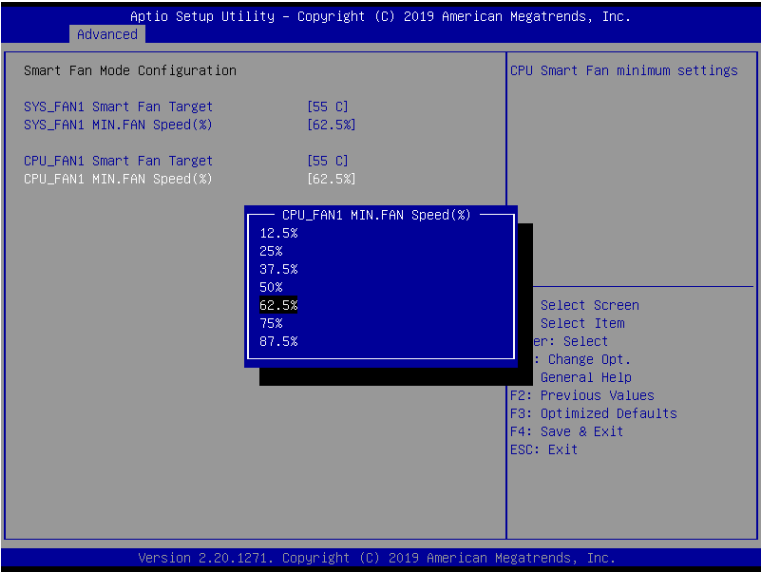 Aptio Setup Utility – Copyright (C) 2019 American Megatrends, Inc.
Advanced
Smart Fan Mode Configuration
SYS_FAN1 Smart Fan Target [55 C]
SYS_FAN1 MIN.FAN Speed(%) [62.5%]
CPU_FAN1 Smart Fan Target [55 C]
CPU_FAN1 MIN.FAN Speed(%) [62.5%]
CPU_FAN1 MIN.FAN Speed(%)
12.5%
25%
37.5%
50%
62.5%
75%
87.5%
CPU Smart Fan minimum settings
Select Screen
Select Item
er: Select
: Change Opt.
General Help
F2: Previous Values
F3: Optimized Defaults
F4: Save & Exit
ESC: Exit
Version 2.20.1271. Copyright (C) 2019 American Megatrends, Inc.